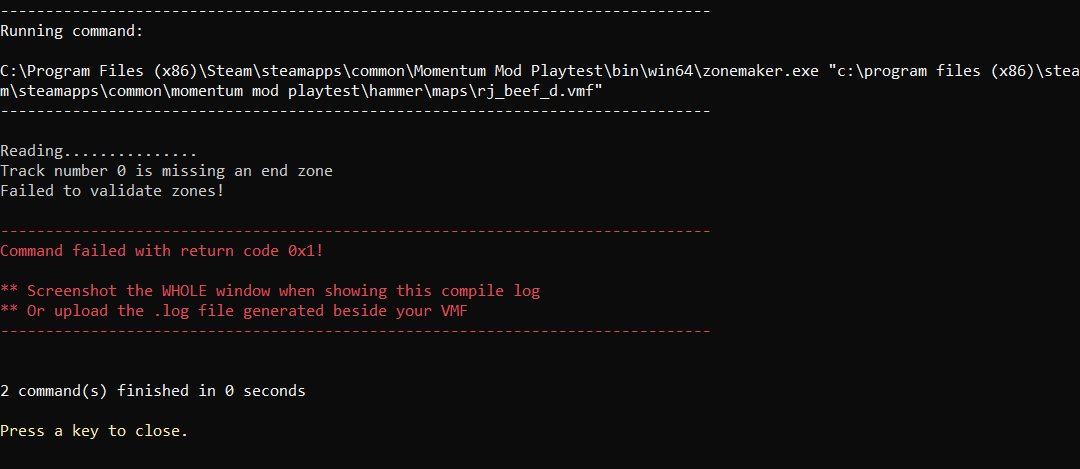 -------------------------------------------------------------------------------
Running command:
C:\Program Files (x86)\Steam\steamapps\common\Momentum Mod Playtest\bin\win64\zonemaker.exe "c:\program files (x86)\stea
m\steamapps\common\momentum mod playtest\hammer\maps\rj_beef_d.vmf"
-------------------------------------------------------------------------------
Reading...............
Track number 0 is missing an end zone
Failed to validate zones!
-------------------------------------------------------------------------------
Command failed with return code 0x1!
** Screenshot the WHOLE window when showing this compile log
** Or upload the .log file generated beside your VMF
-------------------------------------------------------------------------------
2 command(s) finished in 0 seconds
Press a key to close.